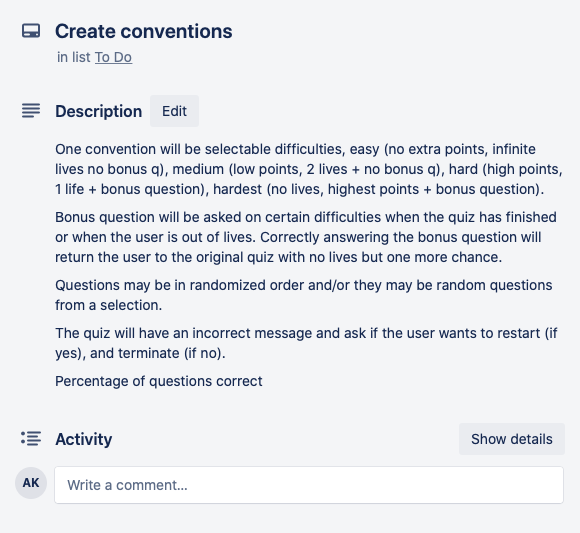 Create conventions
in list To Do
Description Edit
One convention will be selectable difficulties, easy (no extra points, infinite
lives no bonus q), medium (low points, 2 lives + no bonus q), hard (high points,
1 life + bonus question), hardest (no lives, highest points + bonus question).
Bonus question will be asked on certain difficulties when the quiz has finished
or when the user is out of lives. Correctly answering the bonus question will
return the user to the original quiz with no lives but one more chance.
Questions may be in randomized order and/or they may be random questions
from a selection.
The quiz will have an incorrect message and ask if the user wants to restart (if
yes), and terminate (if no).
Percentage of questions correct
Activity Show details
AK Write a comment...